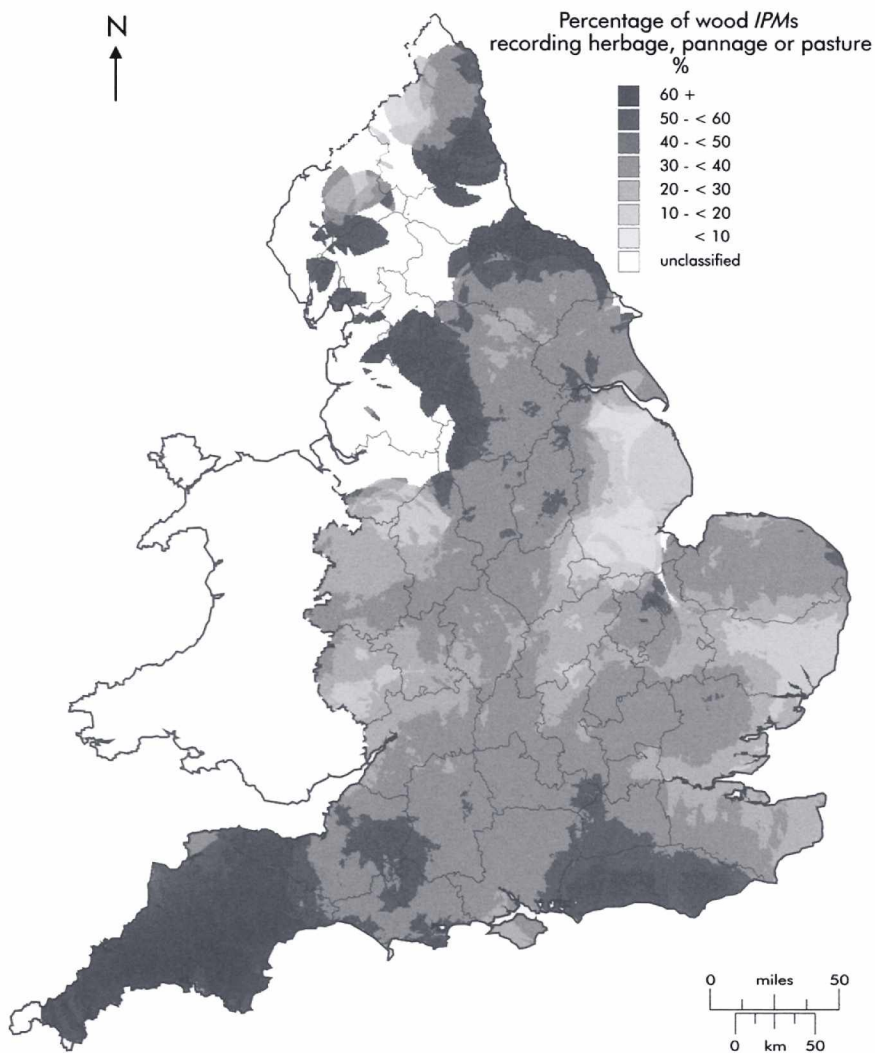 N
Percentage of wood IPMs
recording herbage, pannage or pasture
%
60 +
50 - < 60
40 - < 50
30 - < 40
20 - < 30
10 - < 20
< 10
unclassified
0 miles 50
0 km 50